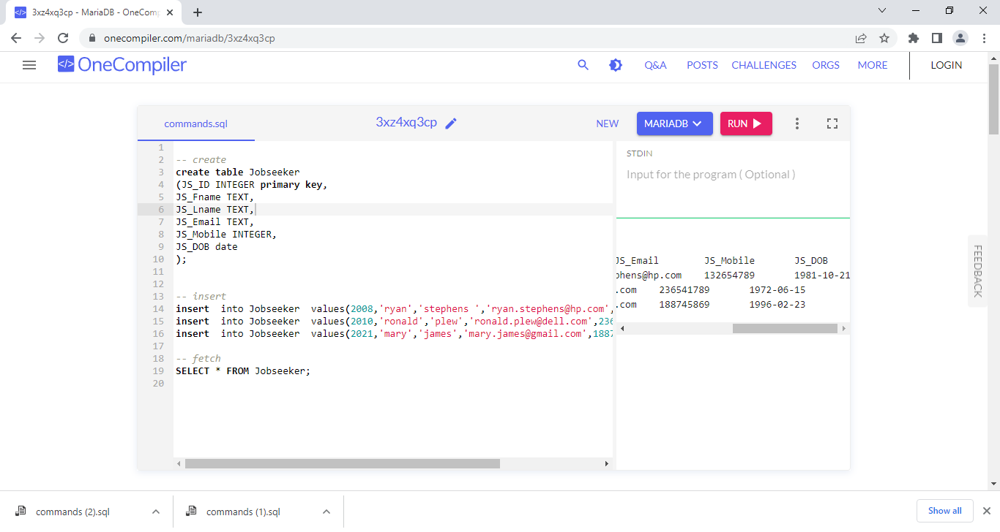 3xz4xq3cp - MariaDB - OneComp
onecompiler.com/mariadb/3xz4xq3cp
</> OneCompiler
Q&A POSTS CHALLENGES ORGS MORE LOGIN
commands.sql 3xz4xq3cp NEW MARIADB RUN
1
2 -- create
3 create table Jobseeker
4 (JS_ID INTEGER primary key,
5 JS_Fname TEXT,
6 JS_Lname TEXT,
7 JS_Email TEXT,
8 JS_Mobile INTEGER,
9 JS_DOB date
10 );
11
12
13 -- insert
14 insert  into Jobseeker  values(2008,'ryan','stephens ','ryan.stephens@hp.com',
15 insert  into Jobseeker  values(2010,'ronald','plew','ronald.plew@dell.com',236
16 insert  into Jobseeker  values(2021,'mary','james','mary.james@gmail.com',1887
17
18 -- fetch
19 SELECT * FROM Jobseeker;
20
STDIN
Input for the program ( Optional )
JS_Email JS_Mobile JS_DOB
phens@hp.com 132654789 1981-10-21
.com 236541789 1972-06-15
.com 188745869 1996-02-23
FEEDBACK
commands (2).sql commands (1).sql Show all